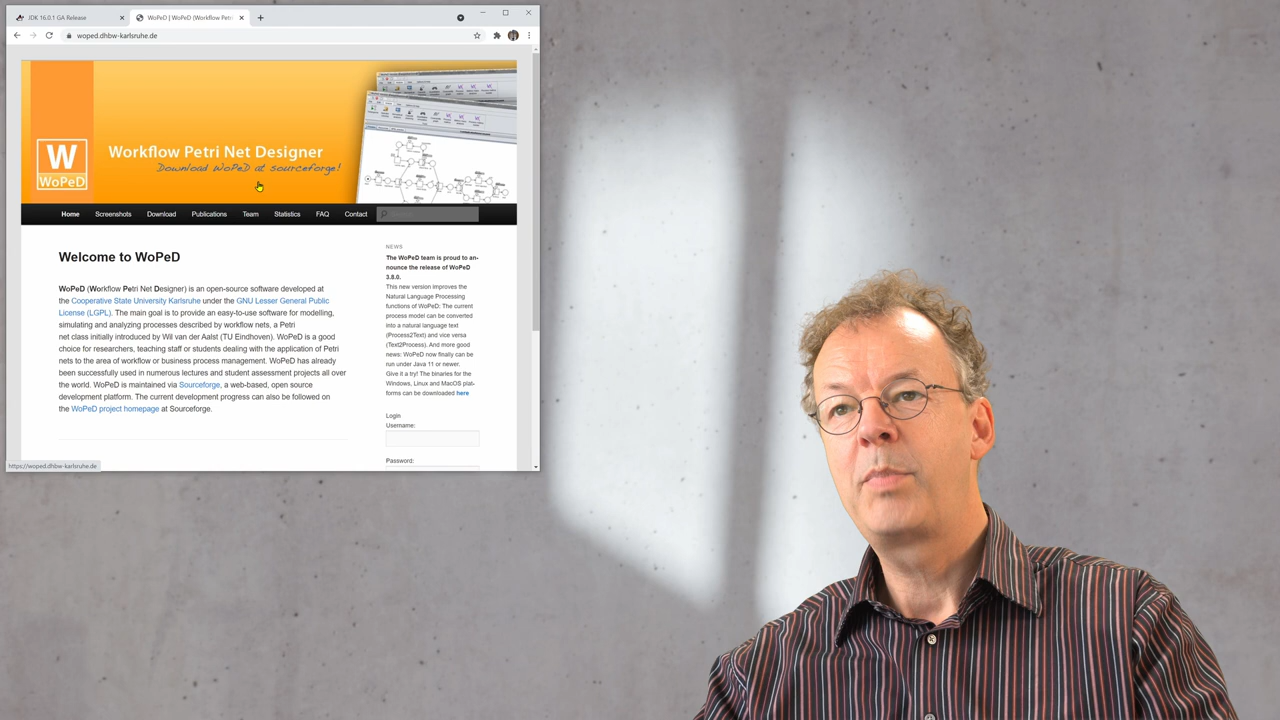 JDK 16.0.1 GA Release
WoPeD | WoPeD (Workflow Petri
woped.dhbw-karlsruhe.de
W
WoPeD
Workflow Petri Net Designer
Download WoPeD at sourceforge!
Home Screenshots Download Publications Team Statistics FAQ Contact
Welcome to WoPeD
WoPeD (Workflow Petri Net Designer) is an open-source software developed at
the Cooperative State University Karlsruhe under the GNU Lesser General Public
License (LGPL). The main goal is to provide an easy-to-use software for modelling,
simulating and analyzing processes described by workflow nets, a Petri
net class initially introduced by Wil van der Aalst (TU Eindhoven). WoPeD is a good
choice for researchers, teaching staff or students dealing with the application of Petri
nets to the area of workflow or business process management. WoPeD has already
been successfully used in numerous lectures and student assessment projects all over
the world. WoPeD is maintained via Sourceforge, a web-based, open source
development platform. The current development progress can also be followed on
the WoPeD project homepage at Sourceforge.
NEWS
The WoPeD team is proud to an-
nounce the release of WoPeD
3.8.0.
This new version improves the
Natural Language Processing
functions of WoPeD: The current
process model can be converted
into a natural language text
(Process2Text) and vice versa
(Text2Process). And more good
news: WoPeD now finally can be
run under Java 11 or newer.
Give it a try! The binaries for the
Windows, Linux and MacOS plat-
forms can be downloaded here
Login
Username:
Password:
https://woped.dhbw-karlsruhe.de